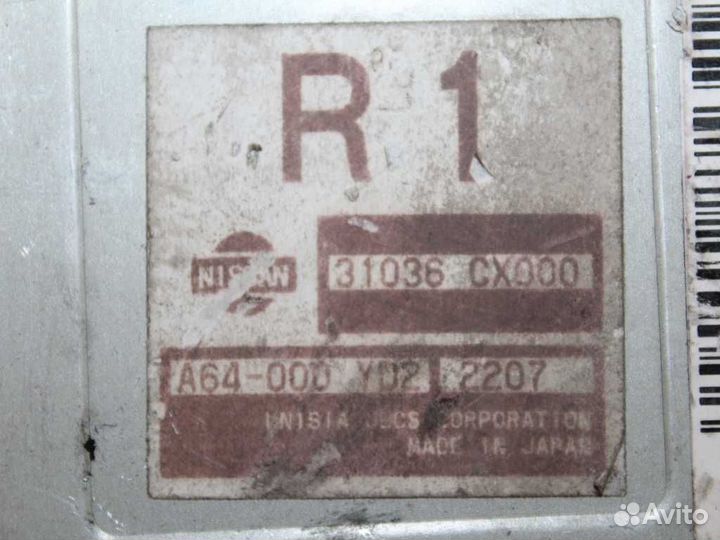 R 1
NISSAN
31036 CX000
A64-000 YD2 2207
UNISIA JECS CORPORATION
MADE IN JAPAN
Avito